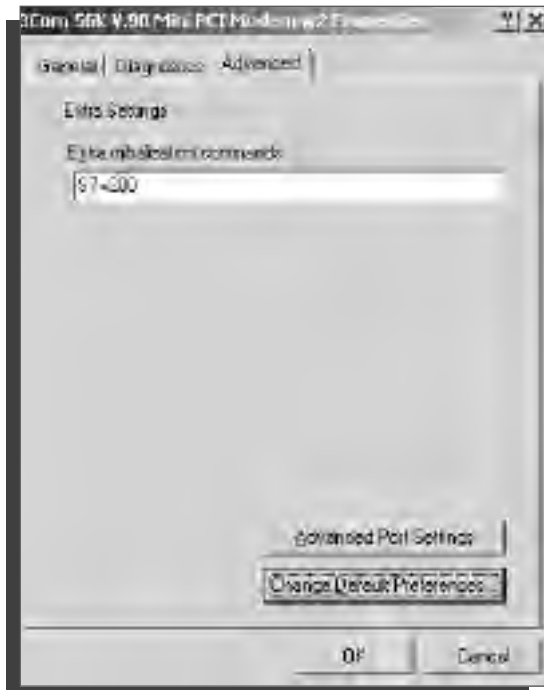 3Com 56K V.90 Mini PCI Modem
General Diagnostics Advanced
Extra Settings
Extra initialization commands
S7=200
Advanced Port Settings
Change Default Preferences...
OK Cancel